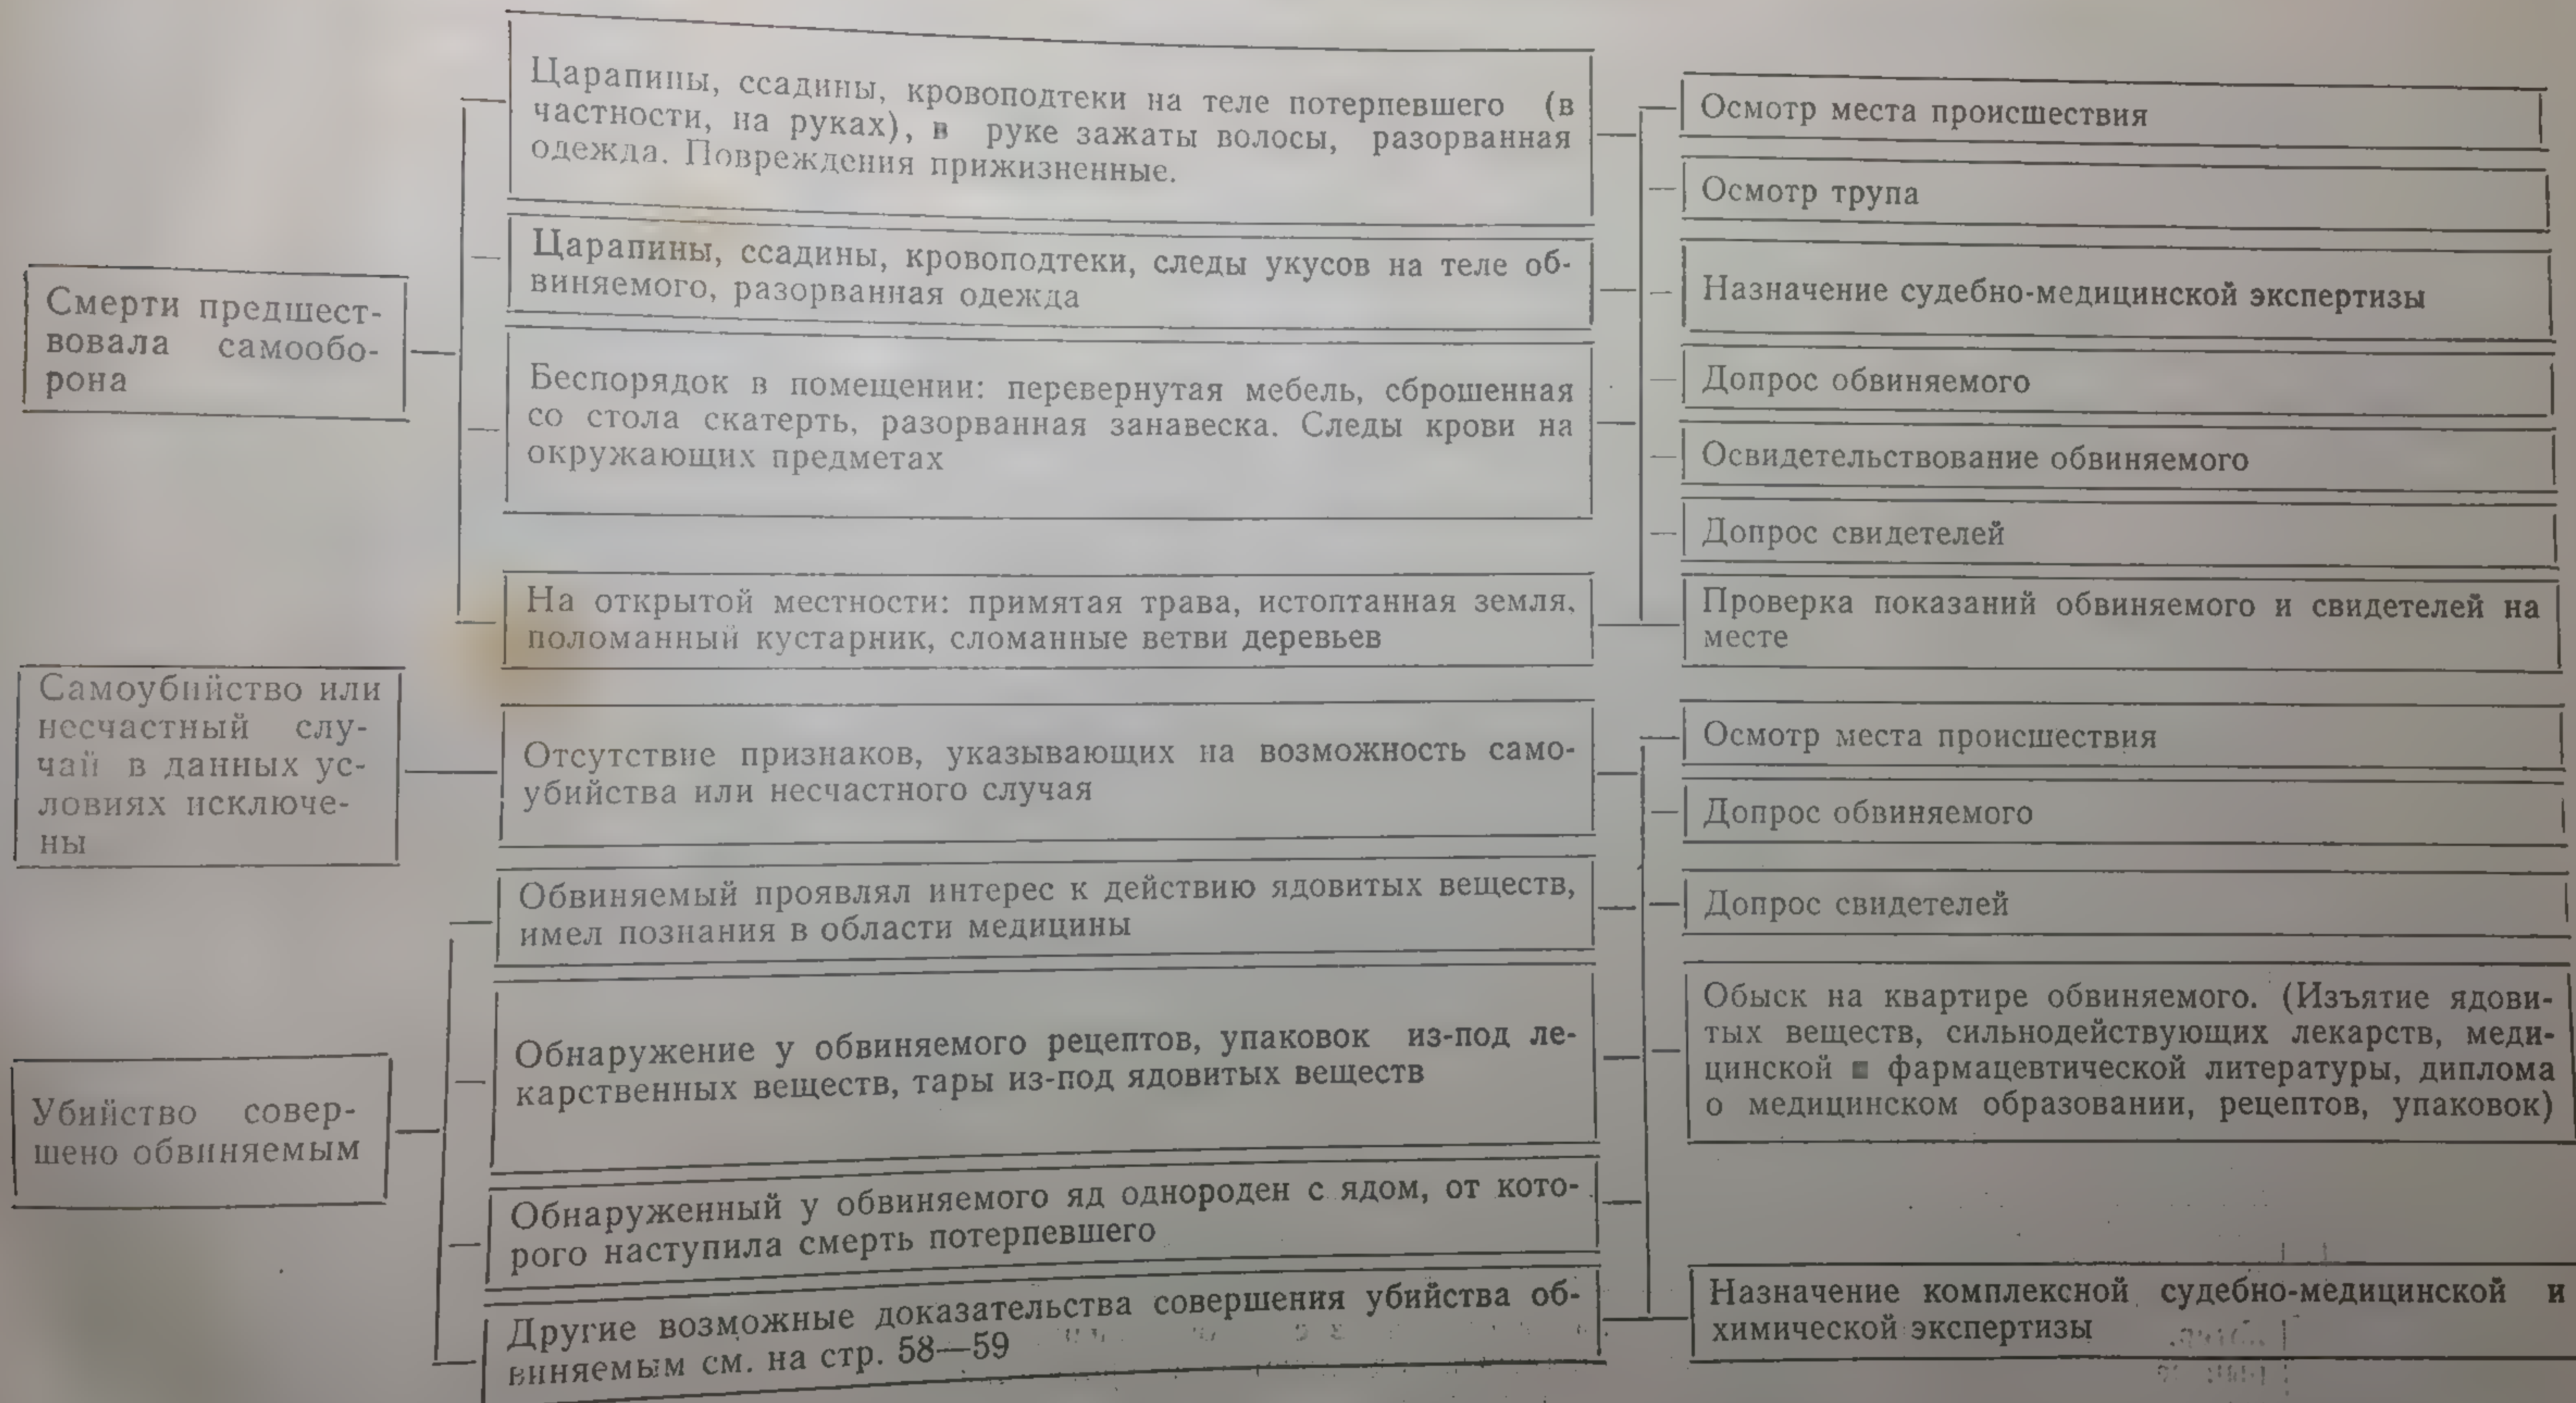 Смерти предшест-
вовала самообо-
рона
Царапины, ссадины, кровоподтеки на теле потерпевшего (в
частности, на руках), в руке зажаты волосы, разорванная
одежда. Повреждения прижизненные.
Царапины, ссадины, кровоподтеки, следы укусов на теле об-
виняемого, разорванная одежда
Беспорядок в помещении: перевернутая мебель, сброшенная
со стола скатерть, разорванная занавеска. Следы крови на
окружающих предметах
На открытой местности: примятая трава, истоптанная земля,
поломанный кустарник, сломанные ветви деревьев
Осмотр места происшествия
Осмотр трупа
Назначение судебно-медицинской экспертизы
Допрос обвиняемого
Освидетельствование обвиняемого
Допрос свидетелей
Проверка показаний обвиняемого и свидетелей на
месте
Самоубийство или
несчастный слу-
чай в данных ус-
ловиях исключе-
ны
Отсутствие признаков, указывающих на возможность само-
убийства или несчастного случая
Убийство совер-
шено обвиняемым
Обвиняемый проявлял интерес к действию ядовитых веществ,
имел познания в области медицины
Обнаружение у обвиняемого рецептов, упаковок из-под ле-
карственных веществ, тары из-под ядовитых веществ
Обнаруженный у обвиняемого яд однороден с ядом, от кото-
рого наступила смерть потерпевшего
Другие возможные доказательства совершения убийства об-
виняемым см. на стр. 58—59
Осмотр места происшествия
Допрос обвиняемого
Допрос свидетелей
Обыск на квартире обвиняемого. (Изъятие ядови-
тых веществ, сильнодействующих лекарств, меди-
цинской фармацевтической литературы, диплома
о медицинском образовании, рецептов, упаковок)
Назначение комплексной судебно-медицинской и
химической экспертизы